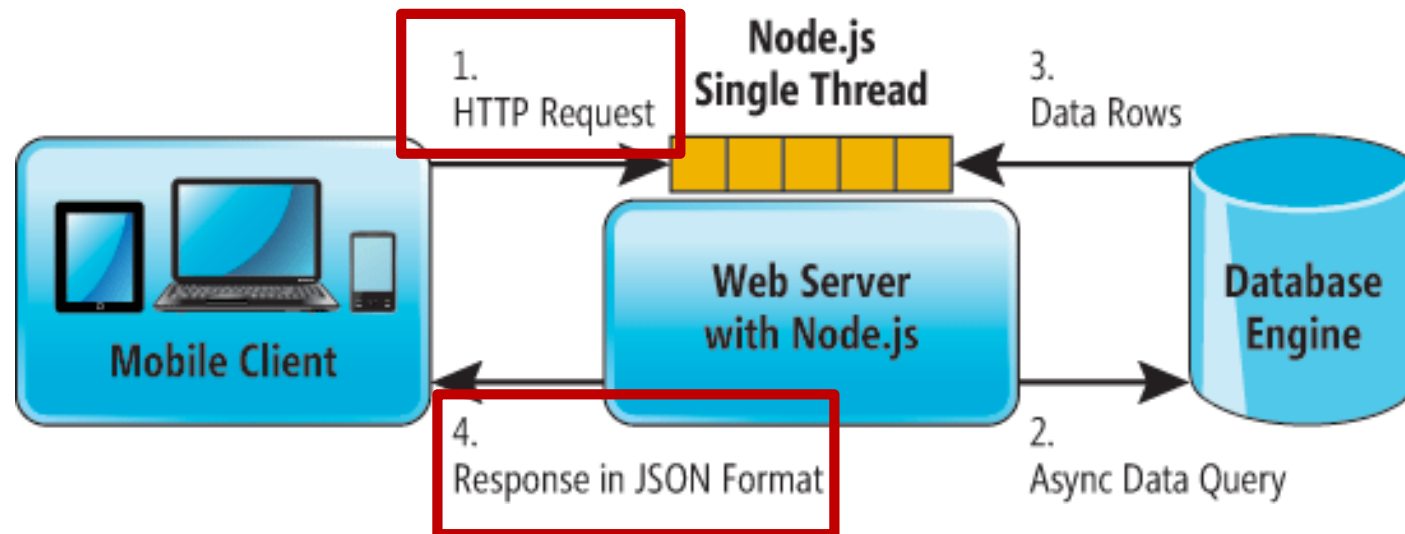 1.
HTTP Request
Node.js
Single Thread
3.
Data Rows
Mobile Client
Web Server
with Node.js
Database
Engine
4.
Response in JSON Format
2.
Async Data Query